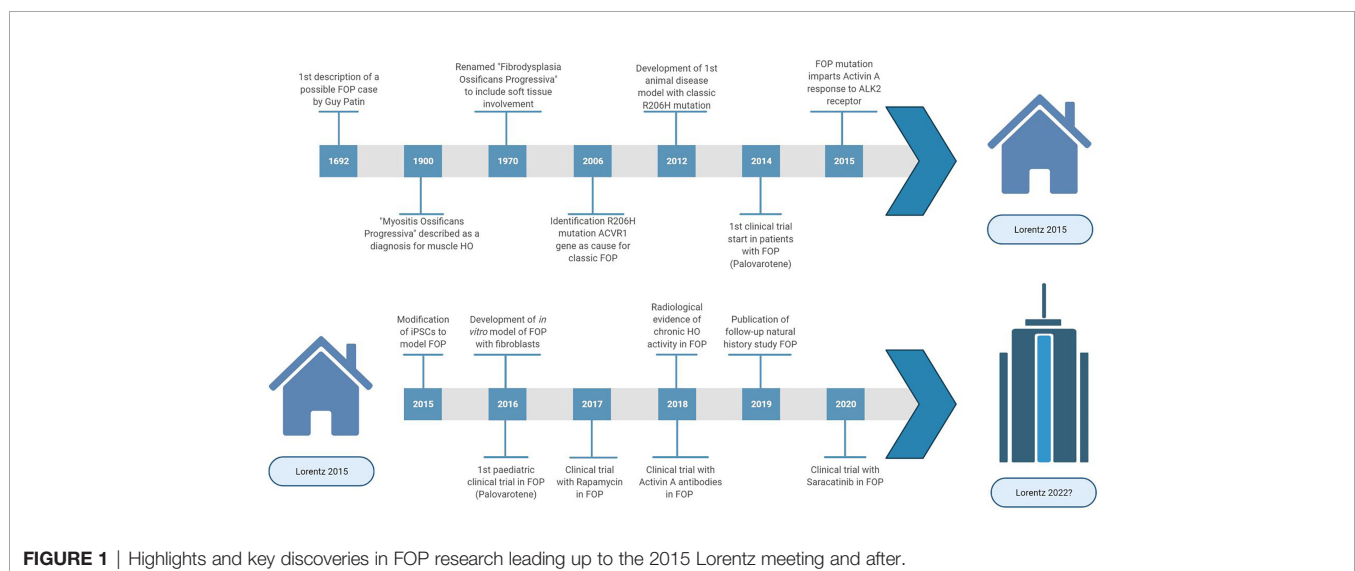 1st description of a
possible FOP case
by Guy Patin
Renamed "Fibrodysplasia
Ossificans Progressiva"
to include soft tissue
involvement
Development of 1st
animal disease
model with classic
R206H mutation
FOP mutation
imparts Activin A
response to ALK2
receptor
1692
1900
1970
2006
2012
2014
2015
"Myositis Ossificans
Progressiva" described as a
diagnosis for muscle HO
Identification R206H
mutation ACVR1
gene as cause for
classic FOP
1st clinical trial
start in patients
with FOP
(Palovarotene)
Lorentz 2015
Modification
of iPSCs to
model FOP
Development of in
vitro model of FOP
with fibroblasts
Radiological
evidence of
chronic HO
activity in FOP
Publication of
follow-up natural
history study FOP
2015
2016
2017
2018
2019
2020
Lorentz 2015
1st paediatric
clinical trial in FOP
(Palovarotene)
Clinical trial
with Rapamycin
in FOP
Clinical trial with
Activin A antibodies
in FOP
Clinical trial with
Saracatinib in FOP
Lorentz 2022?
FIGURE 1 | Highlights and key discoveries in FOP research leading up to the 2015 Lorentz meeting and after.